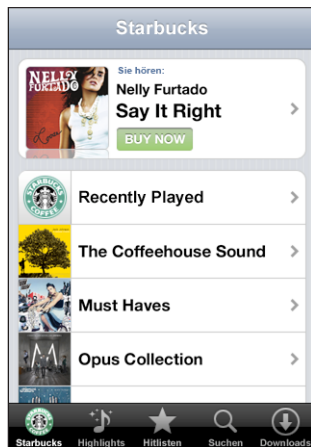 Starbucks
NELLY
FURTADO
Loose
Sie hören:
Nelly Furtado
Say It Right
BUY NOW
STARBUCKS
COFFEE
Recently Played
The Coffeehouse Sound
Must Haves
M
Opus Collection
Starbucks
Highlights
Hitlisten
Suchen
Downloads